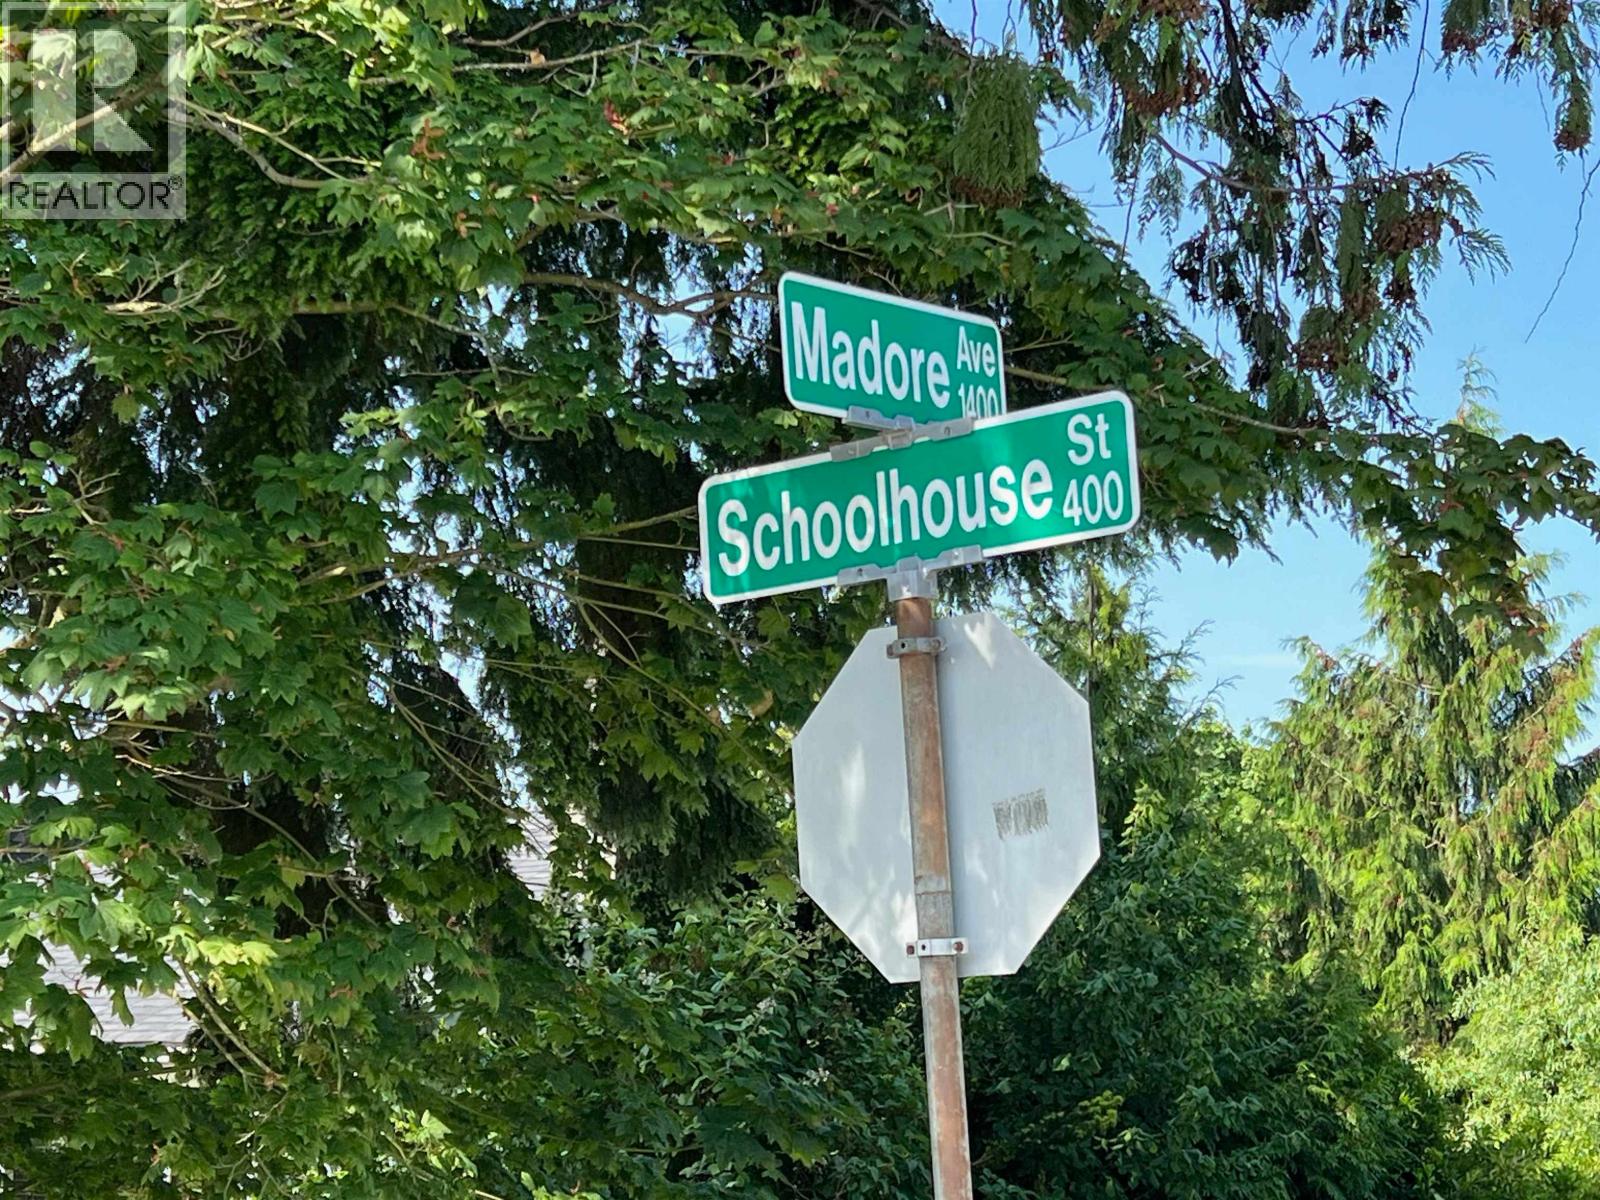 REALTOR®
Madore Ave
1400
Schoolhouse St
400